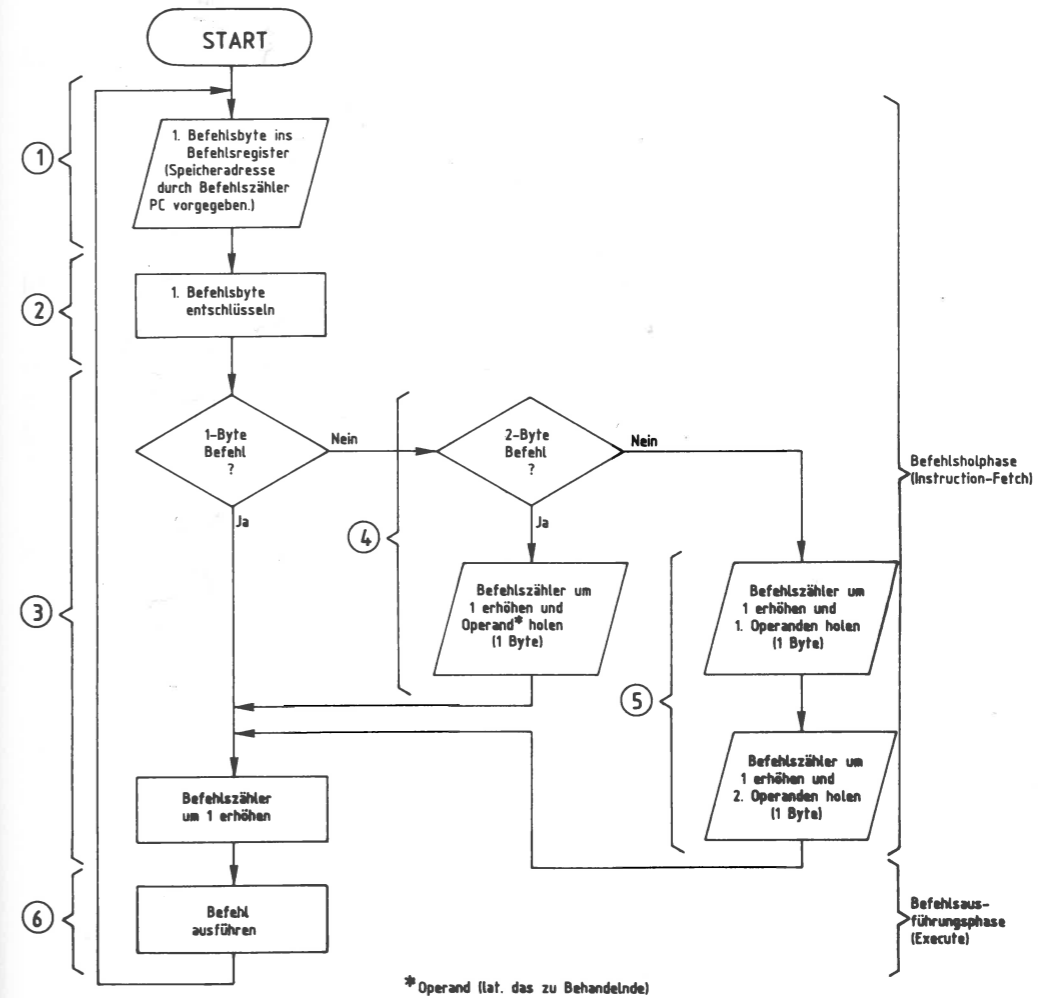 START
①
1. Befehlsbyte ins
Befehlsregister
(Speicheradresse
durch Befehlszähler
PC vorgegeben.)
②
1. Befehlsbyte
entschlüsseln
③
1-Byte
Befehl
?
Nein
Ja
④
2-Byte
Befehl
?
Nein
Ja
Befehlsholphase
(Instruction-Fetch)
Befehlszähler um
1 erhöhen und
Operand* holen
(1 Byte)
⑤
Befehlszähler um
1 erhöhen und
1. Operanden holen
(1 Byte)
Befehlszähler um
1 erhöhen und
2. Operanden holen
(1 Byte)
Befehlszähler
um 1 erhöhen
⑥
Befehl
ausführen
Befehlsaus-
führungsphase
(Execute)
*Operand (lat. das zu Behandelnde)